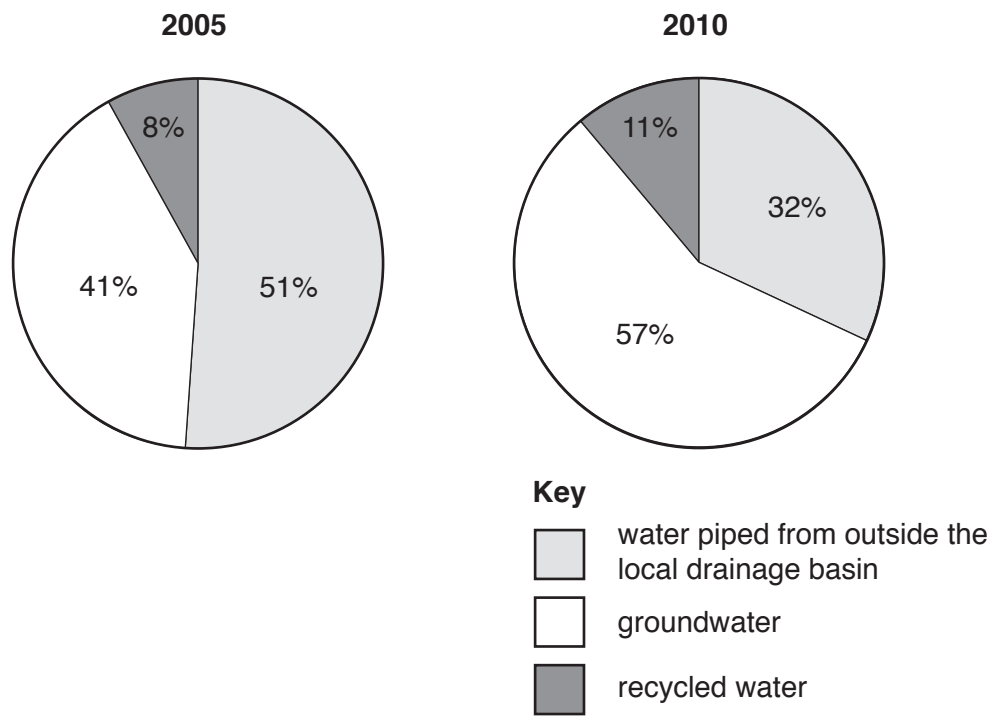 2005
8%
41%
51%
2010
11%
32%
57%
Key
water piped from outside the
local drainage basin
groundwater
recycled water